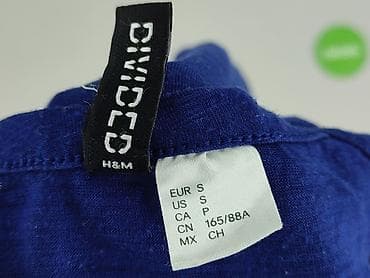 DIVIDED
H&M
EUR S
US S
CA P
CN 165/88A
MX CH